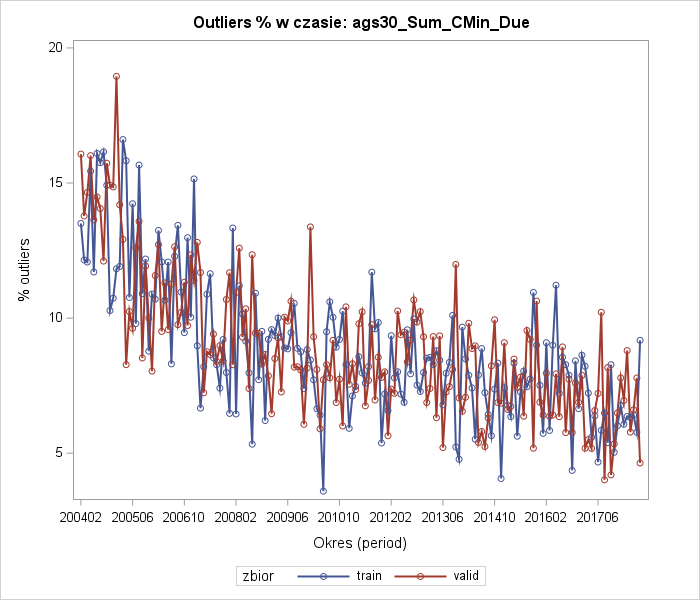 Outliers % w czasie: ags30_Sum_CMin_Due
% outliers
20
15
10
5
200402 200506 200610 200802 200906 201010 201202 201306 201410 201602 201706
Okres (period)
zbior train valid